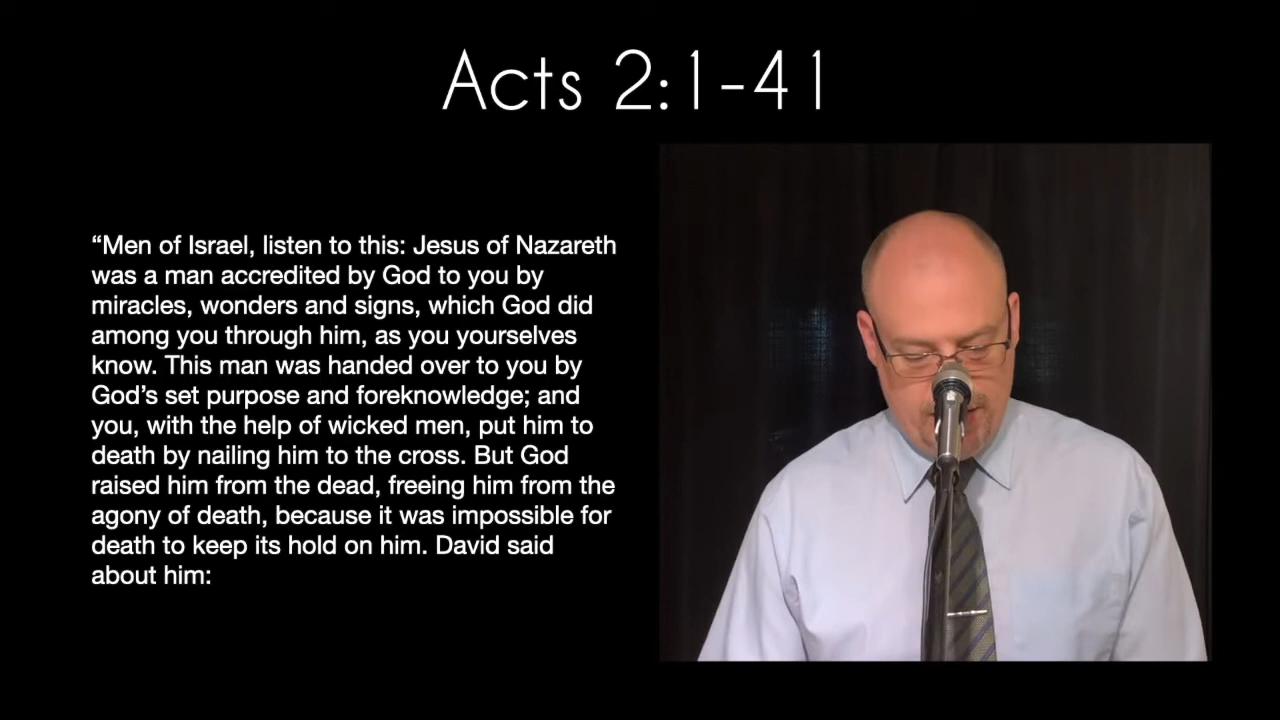 Acts 2:1-41
“Men of Israel, listen to this: Jesus of Nazareth
was a man accredited by God to you by
miracles, wonders and signs, which God did
among you through him, as you yourselves
know. This man was handed over to you by
God’s set purpose and foreknowledge; and
you, with the help of wicked men, put him to
death by nailing him to the cross. But God
raised him from the dead, freeing him from the
agony of death, because it was impossible for
death to keep its hold on him. David said
about him: